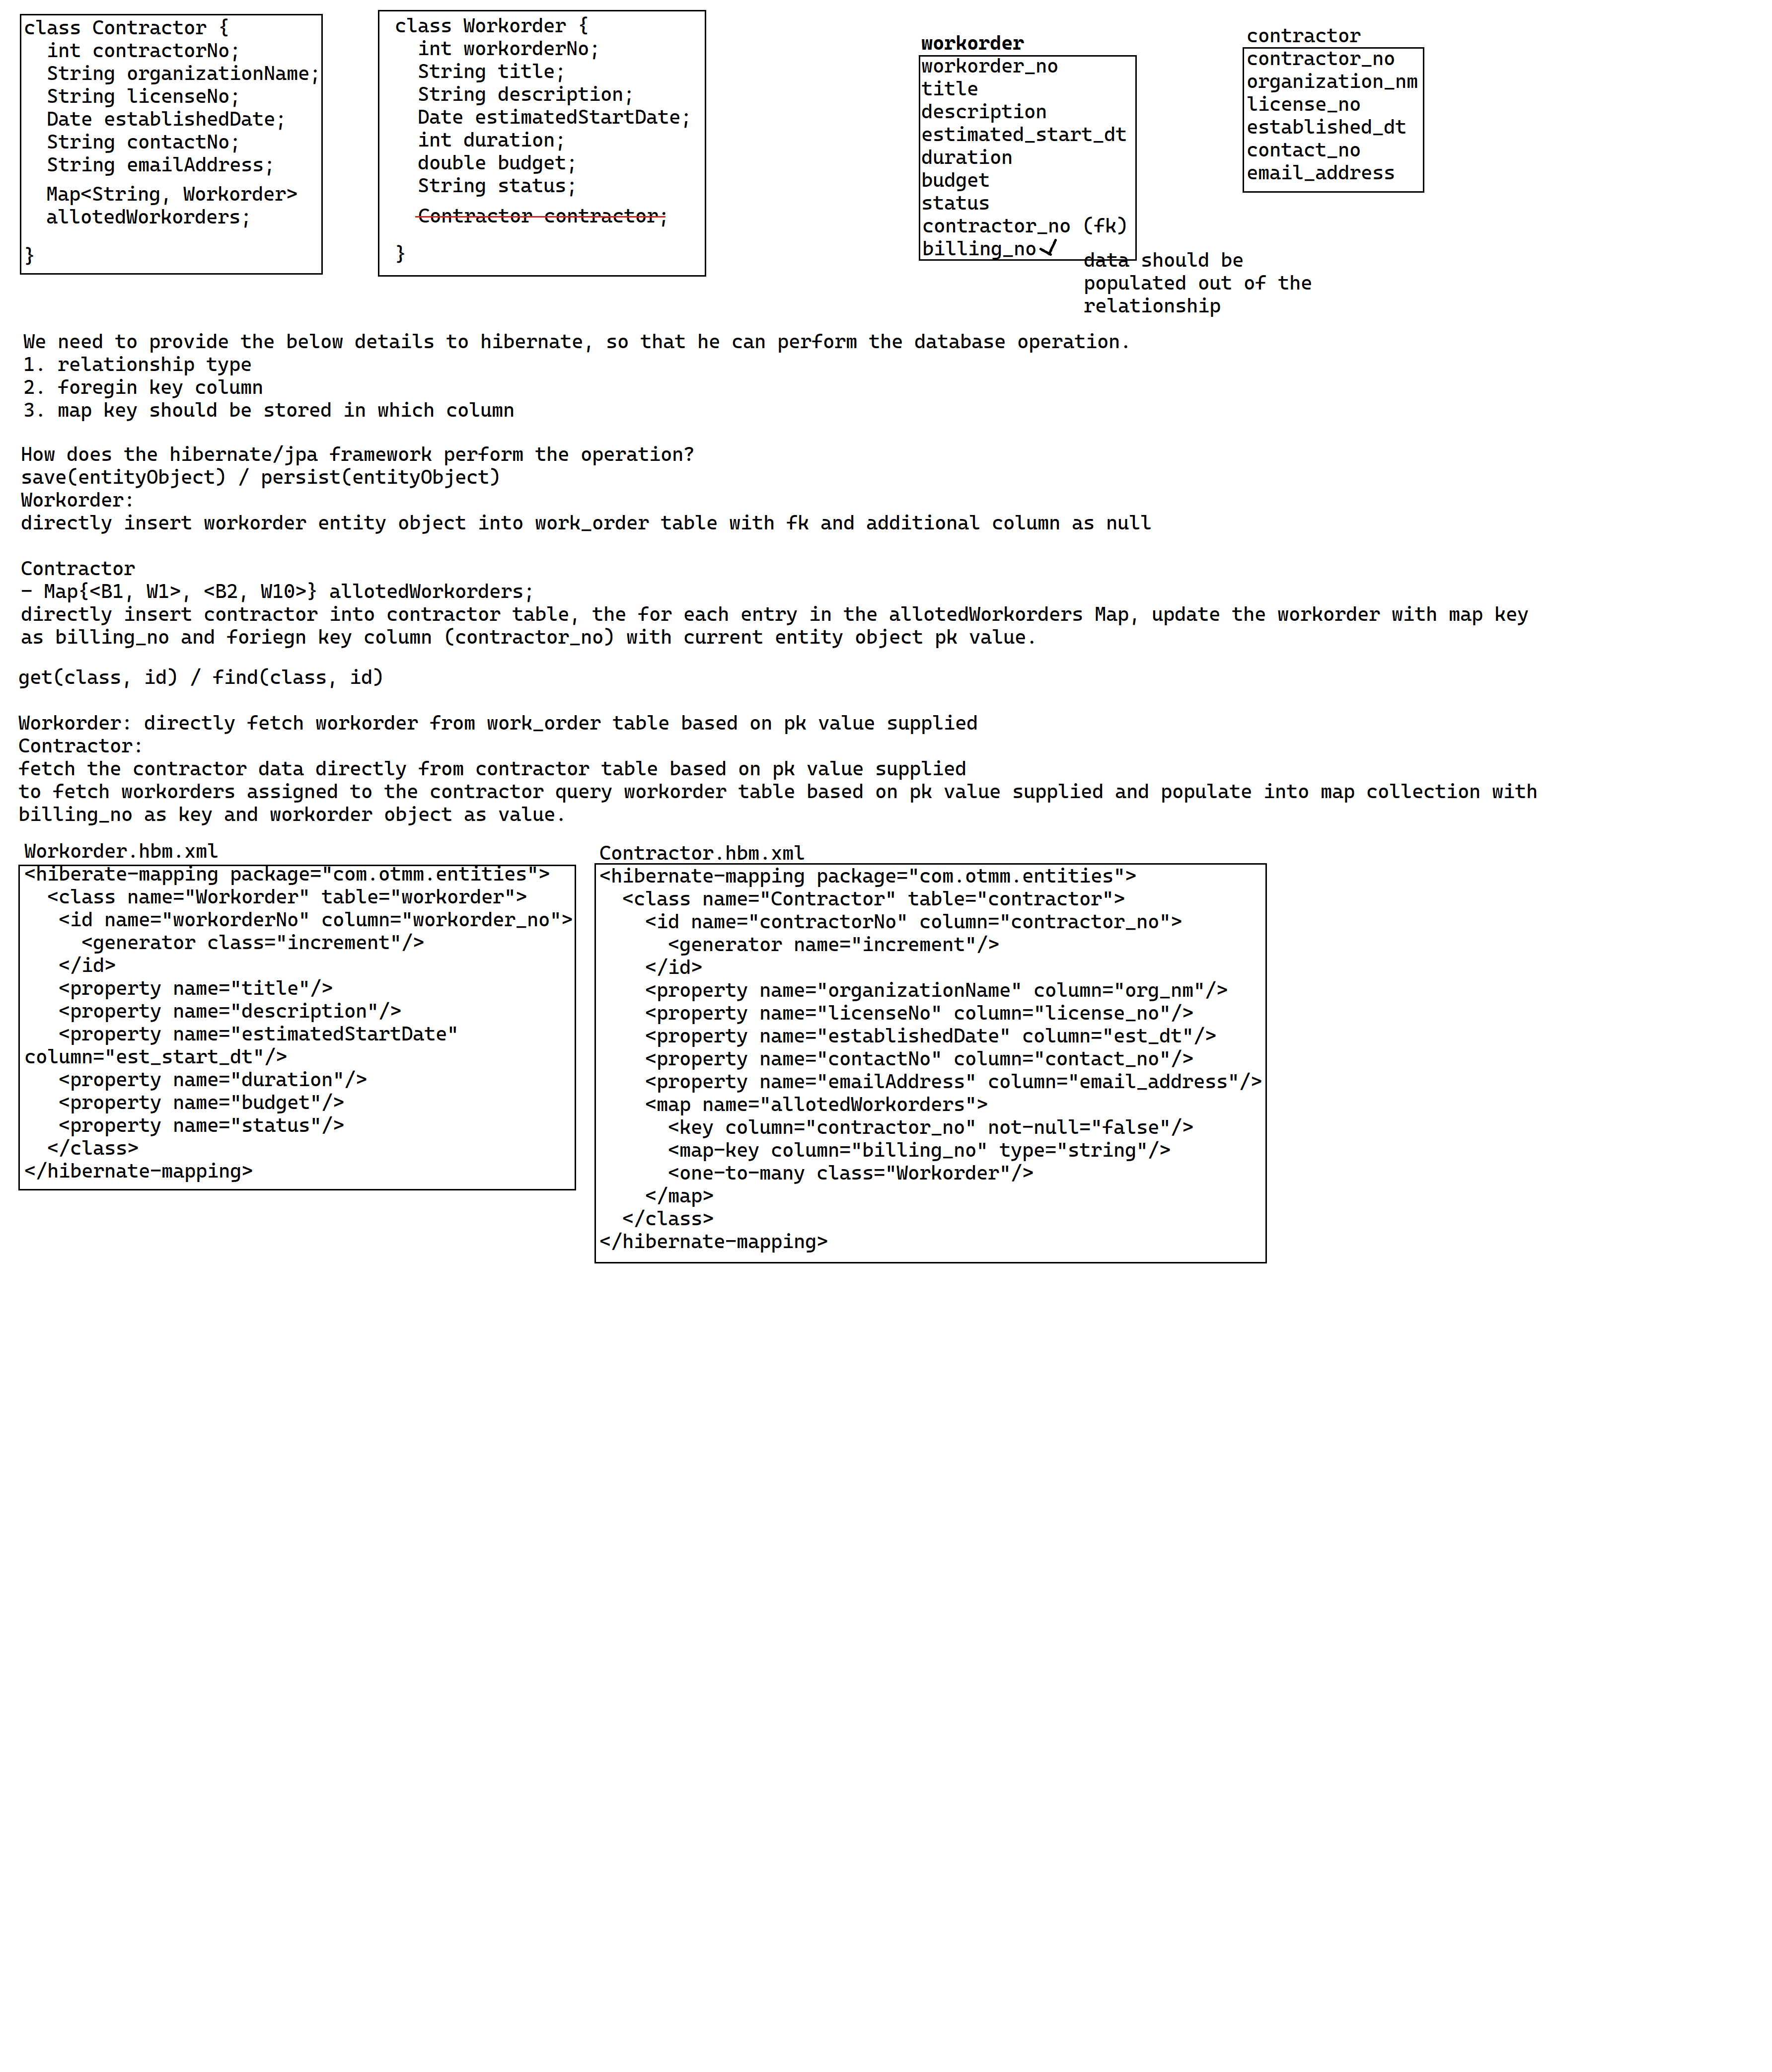 class Contractor {
  int contractorNo;
  String organizationName;
  String licenseNo;
  Date establishedDate;
  String contactNo;
  String emailAddress;
  Map<String, Workorder>
  allotedWorkorders;
}
class Workorder {
  int workorderNo;
  String title;
  String description;
  Date estimatedStartDate;
  int duration;
  double budget;
  String status;
  Contractor contractor;
}
workorder
workorder_no
title
description
estimated_start_dt
duration
budget
status
contractor_no (fk)
billing_no
data should be
populated out of the
relationship
contractor
contractor_no
organization_nm
license_no
established_dt
contact_no
email_address
We need to provide the below details to hibernate, so that he can perform the database operation.
1. relationship type
2. foregin key column
3. map key should be stored in which column
How does the hibernate/jpa framework perform the operation?
save(entityObject) / persist(entityObject)
Workorder:
directly insert workorder entity object into work_order table with fk and additional column as null
Contractor
- Map{<B1, W1>, <B2, W10>} allotedWorkorders;
directly insert contractor into contractor table, the for each entry in the allotedWorkorders Map, update the workorder with map key
as billing_no and foriegn key column (contractor_no) with current entity object pk value.
get(class, id) / find(class, id)
Workorder: directly fetch workorder from work_order table based on pk value supplied
Contractor:
fetch the contractor data directly from contractor table based on pk value supplied
to fetch workorders assigned to the contractor query workorder table based on pk value supplied and populate into map collection with
billing_no as key and workorder object as value.
Workorder.hbm.xml
<hiberate-mapping package="com.otmm.entities">
  <class name="Workorder" table="workorder">
   <id name="workorderNo" column="workorder_no">
     <generator class="increment"/>
   </id>
   <property name="title"/>
   <property name="description"/>
   <property name="estimatedStartDate"
column="est_start_dt"/>
   <property name="duration"/>
   <property name="budget"/>
   <property name="status"/>
  </class>
</hibernate-mapping>
Contractor.hbm.xml
<hibernate-mapping package="com.otmm.entities">
  <class name="Contractor" table="contractor">
    <id name="contractorNo" column="contractor_no">
      <generator name="increment"/>
    </id>
    <property name="organizationName" column="org_nm"/>
    <property name="licenseNo" column="license_no"/>
    <property name="establishedDate" column="est_dt"/>
    <property name="contactNo" column="contact_no"/>
    <property name="emailAddress" column="email_address"/>
    <map name="allotedWorkorders">
      <key column="contractor_no" not-null="false"/>
      <map-key column="billing_no" type="string"/>
      <one-to-many class="Workorder"/>
    </map>
  </class>
</hibernate-mapping>